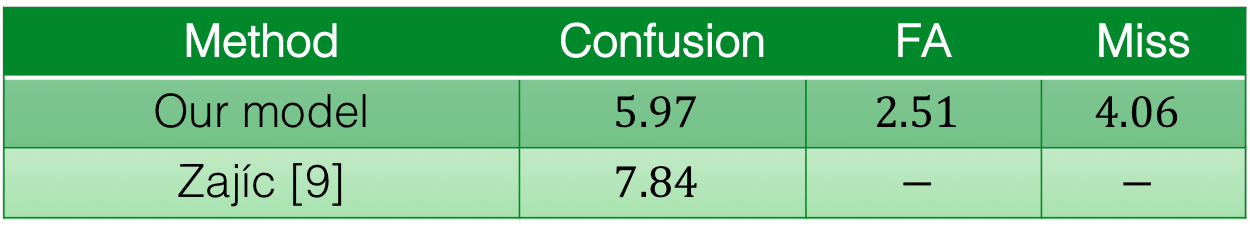 Method Confusion FA Miss
Our model 5.97 2.51 4.06
Zajíc [9] 7.84 – –